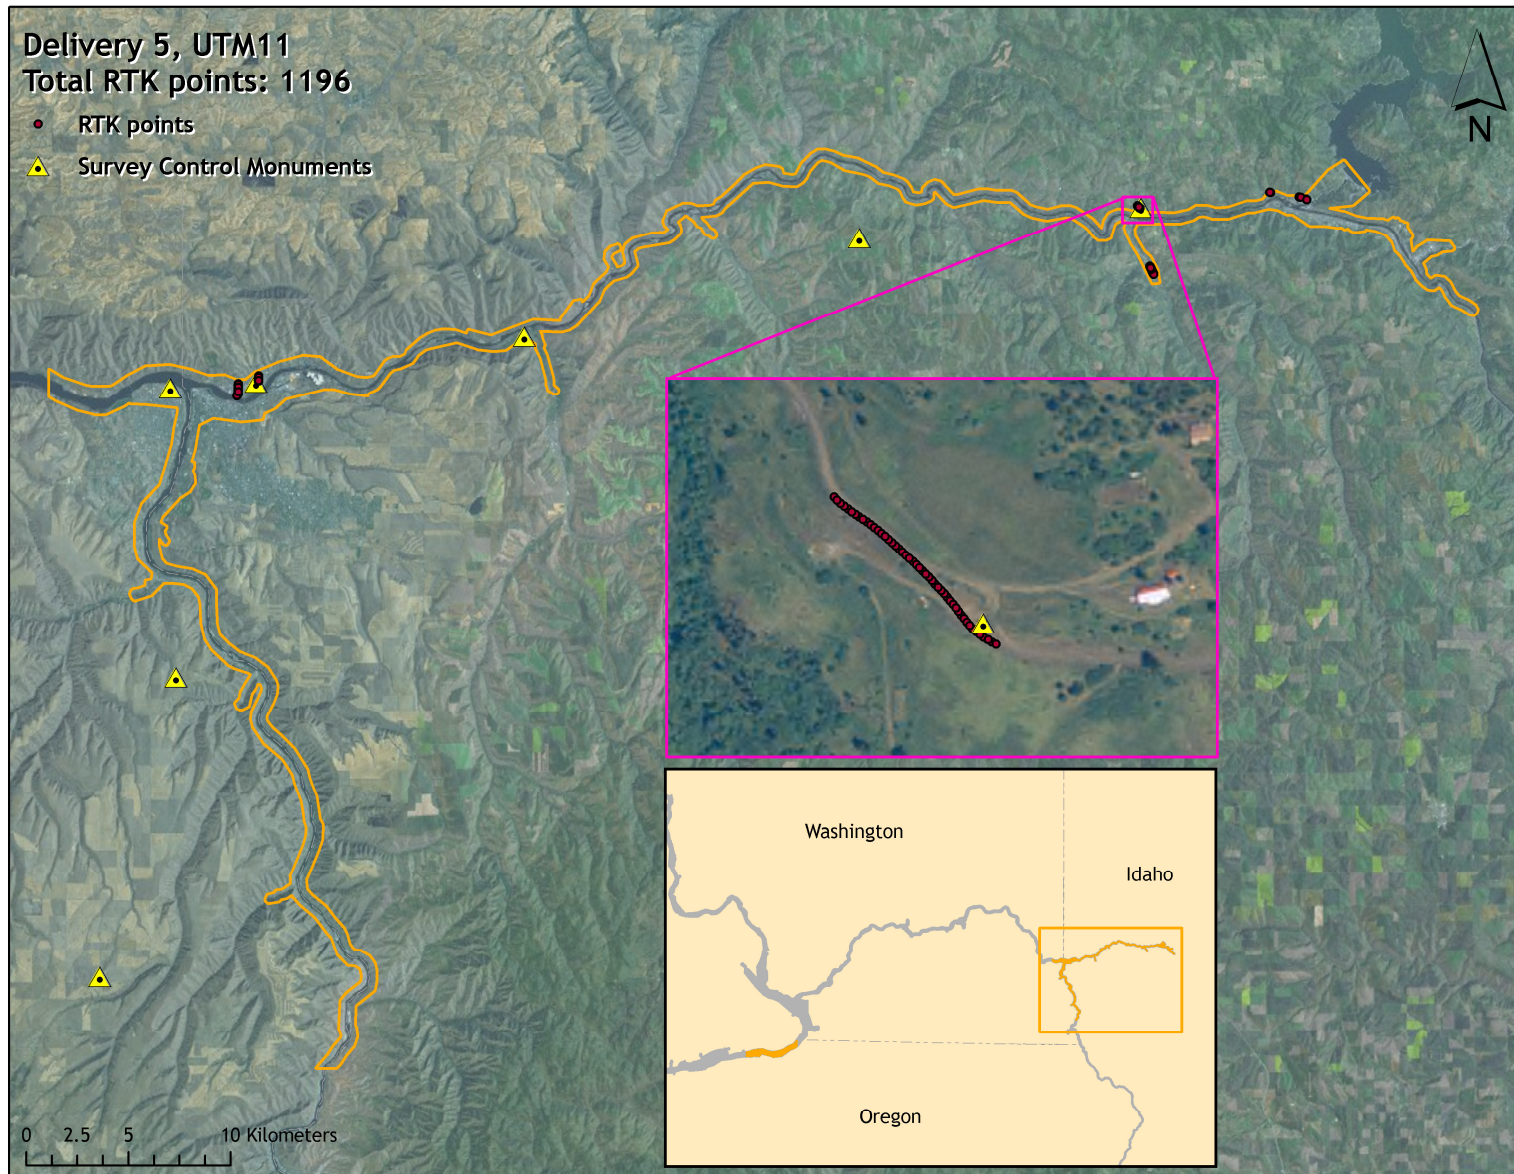 Delivery 5, UTM11
Total RTK points: 1196
RTK points
Survey Control Monuments
N
Washington
Idaho
Oregon
0 2.5 5 10 Kilometers